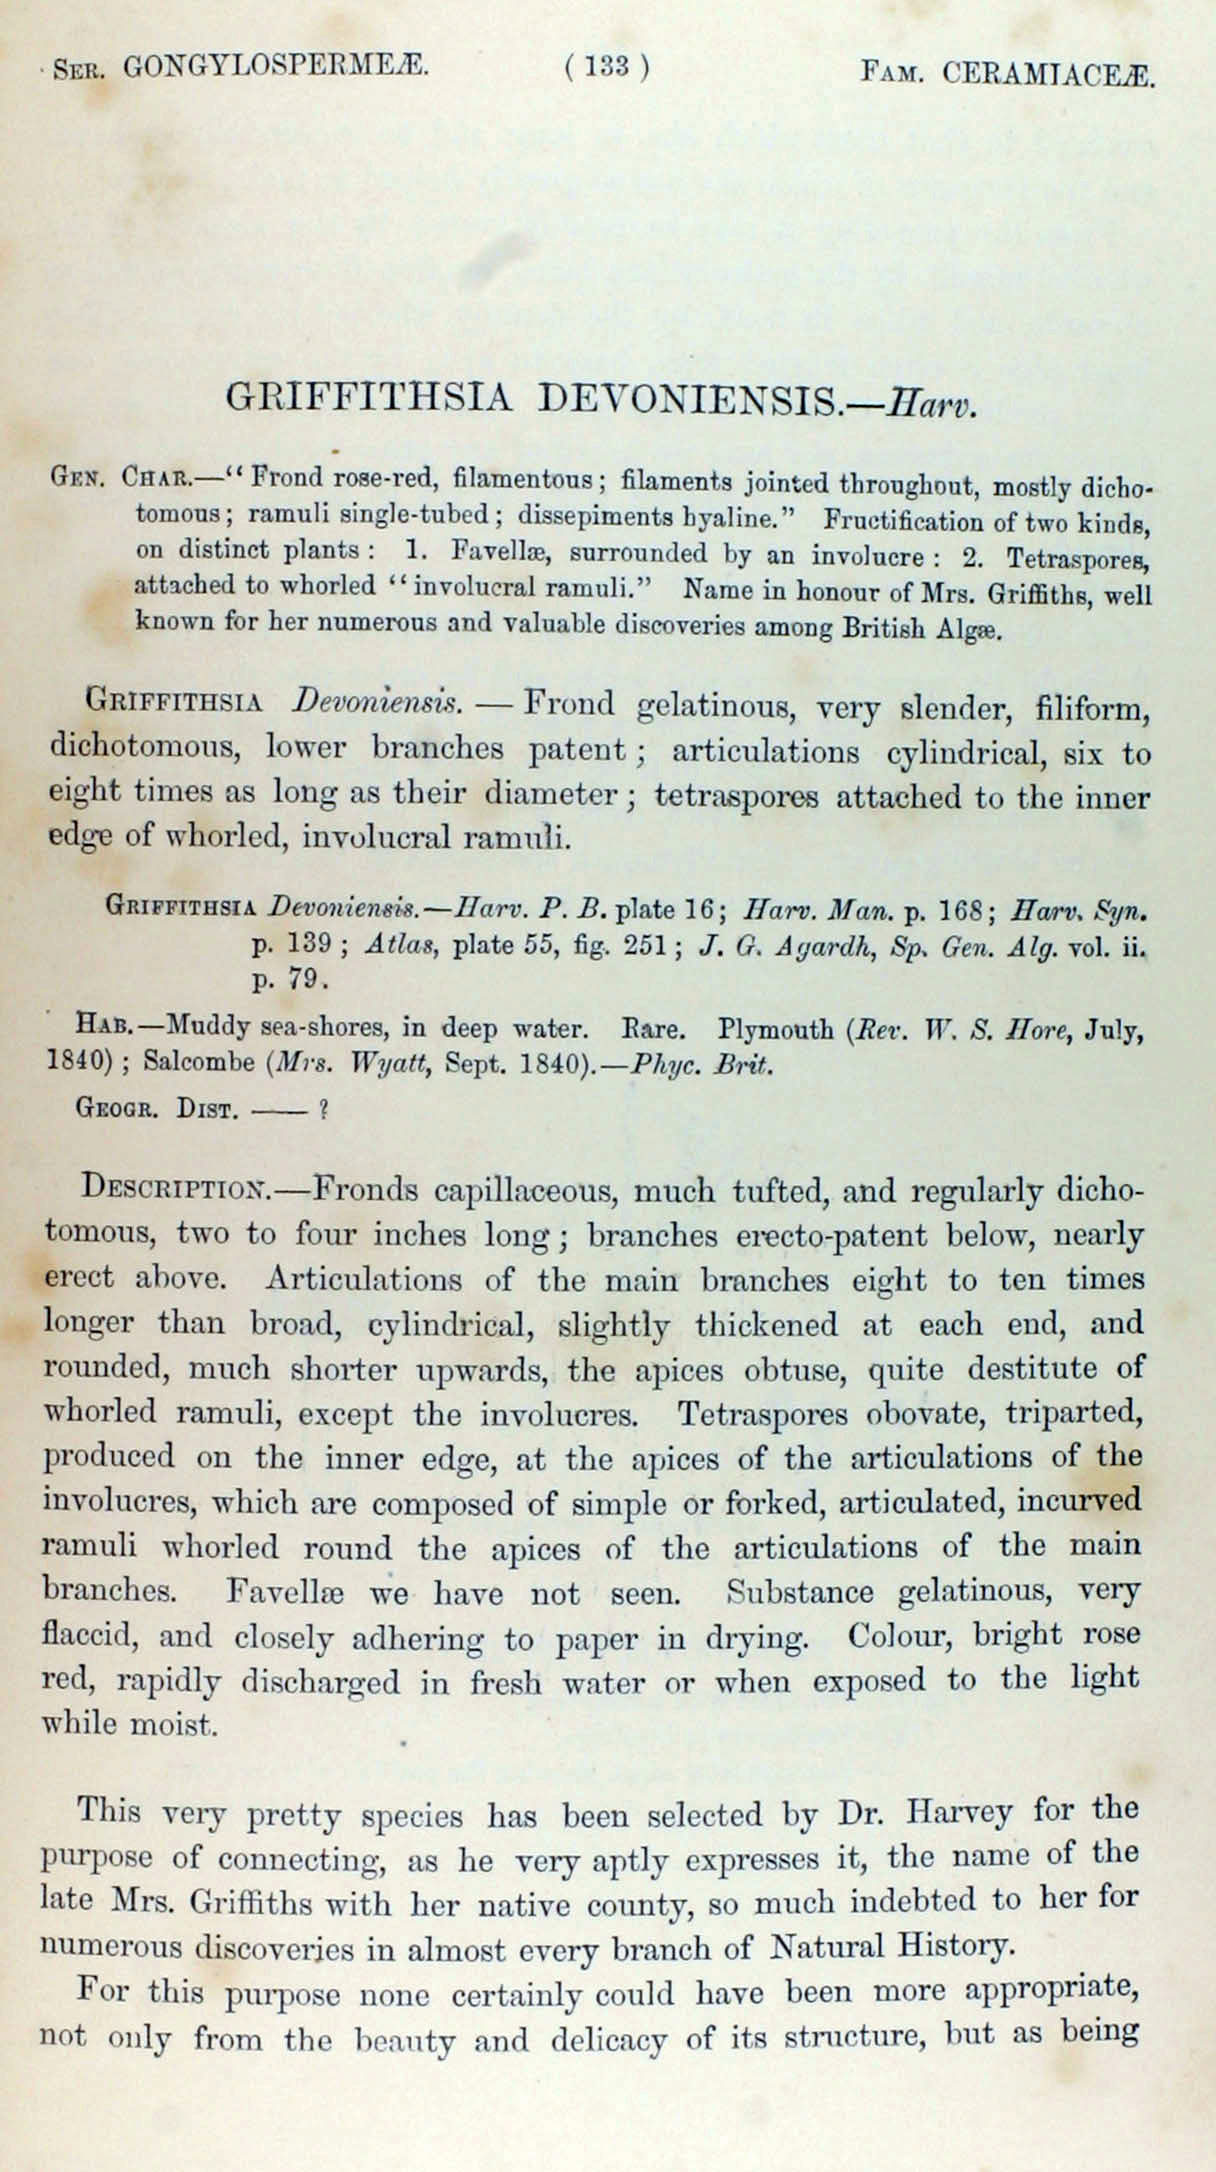 Ser. GONGYLOSPERMEÆ. ( 133 ) Fam. CERAMIACEÆ.
GRIFFITHSIA DEVONIENSIS.—Harv.
Gen. Char.—“Frond rose-red, filamentous; filaments jointed throughout, mostly dicho-
tomous; ramuli single-tubed; dissepiments hyaline.” Fructification of two kinds,
on distinct plants: 1. Favellæ, surrounded by an involucre: 2. Tetraspores,
attached to whorled “involucral ramuli.” Name in honour of Mrs. Griffiths, well
known for her numerous and valuable discoveries among British Algæ.
Griffithsia Devoniensis. — Frond gelatinous, very slender, filiform,
dichotomous, lower branches patent; articulations cylindrical, six to
eight times as long as their diameter; tetraspores attached to the inner
edge of whorled, involucral ramuli.
Griffithsia Devoniensis.—Harv. P. B. plate 16; Harv. Man. p. 168; Harv. Syn.
p. 139; Atlas, plate 55, fig. 251; J. G. Agardh, Sp. Gen. Alg. vol. ii.
p. 79.
Hab.—Muddy sea-shores, in deep water. Rare. Plymouth (Rev. W. S. Hore, July,
1840); Salcombe (Mrs. Wyatt, Sept. 1840).—Phyc. Brit.
Geogr. Dist. —— ?
Description.—Fronds capillaceous, much tufted, and regularly dicho-
tomous, two to four inches long; branches erecto-patent below, nearly
erect above. Articulations of the main branches eight to ten times
longer than broad, cylindrical, slightly thickened at each end, and
rounded, much shorter upwards, the apices obtuse, quite destitute of
whorled ramuli, except the involucres. Tetraspores obovate, triparted,
produced on the inner edge, at the apices of the articulations of the
involucres, which are composed of simple or forked, articulated, incurved
ramuli whorled round the apices of the articulations of the main
branches. Favellæ we have not seen. Substance gelatinous, very
flaccid, and closely adhering to paper in drying. Colour, bright rose
red, rapidly discharged in fresh water or when exposed to the light
while moist.
This very pretty species has been selected by Dr. Harvey for the
purpose of connecting, as he very aptly expresses it, the name of the
late Mrs. Griffiths with her native county, so much indebted to her for
numerous discoveries in almost every branch of Natural History.
For this purpose none certainly could have been more appropriate,
not only from the beauty and delicacy of its structure, but as being